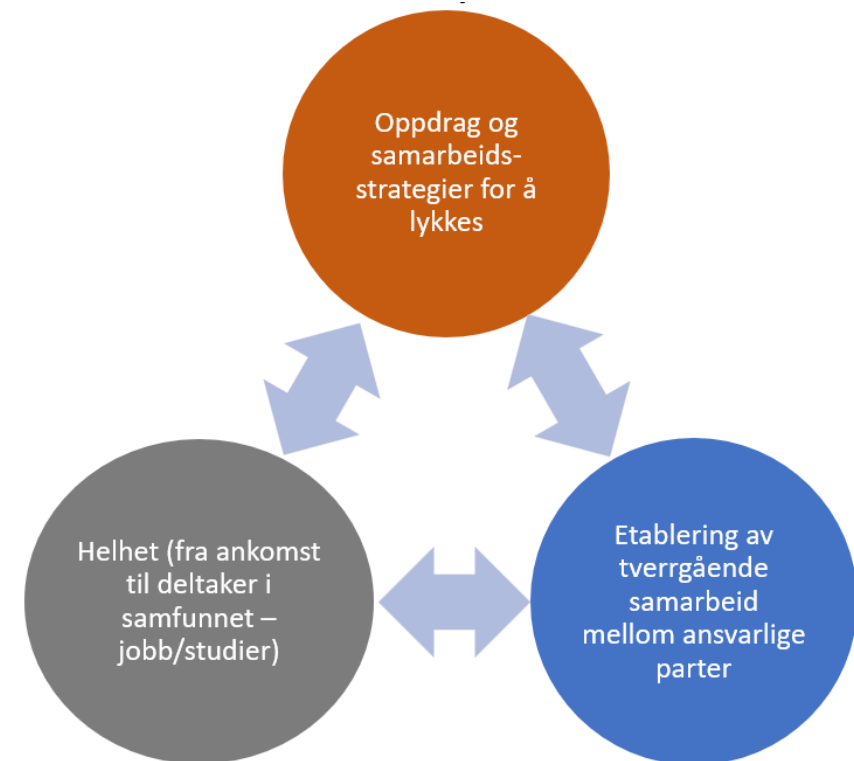 Oppdrag og
samarbeids-
strategier for å
lykkes
Helhet (fra ankomst
til deltaker i
samfunnet –
jobb/studier)
Etablering av
tverrgående
samarbeid
mellom ansvarlige
parter